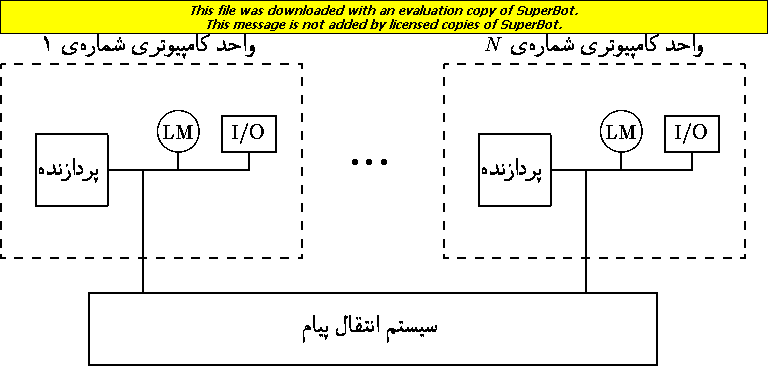 This file was downloaded with an evaluation copy of SuperBot.
This message is not added by licensed copies of SuperBot.
واحد کامپیوتری شماره‌ی ۱
واحد کامپیوتری شماره‌ی N
پردازنده
LM
I/O
...
پردازنده
LM
I/O
سیستم انتقال پیام